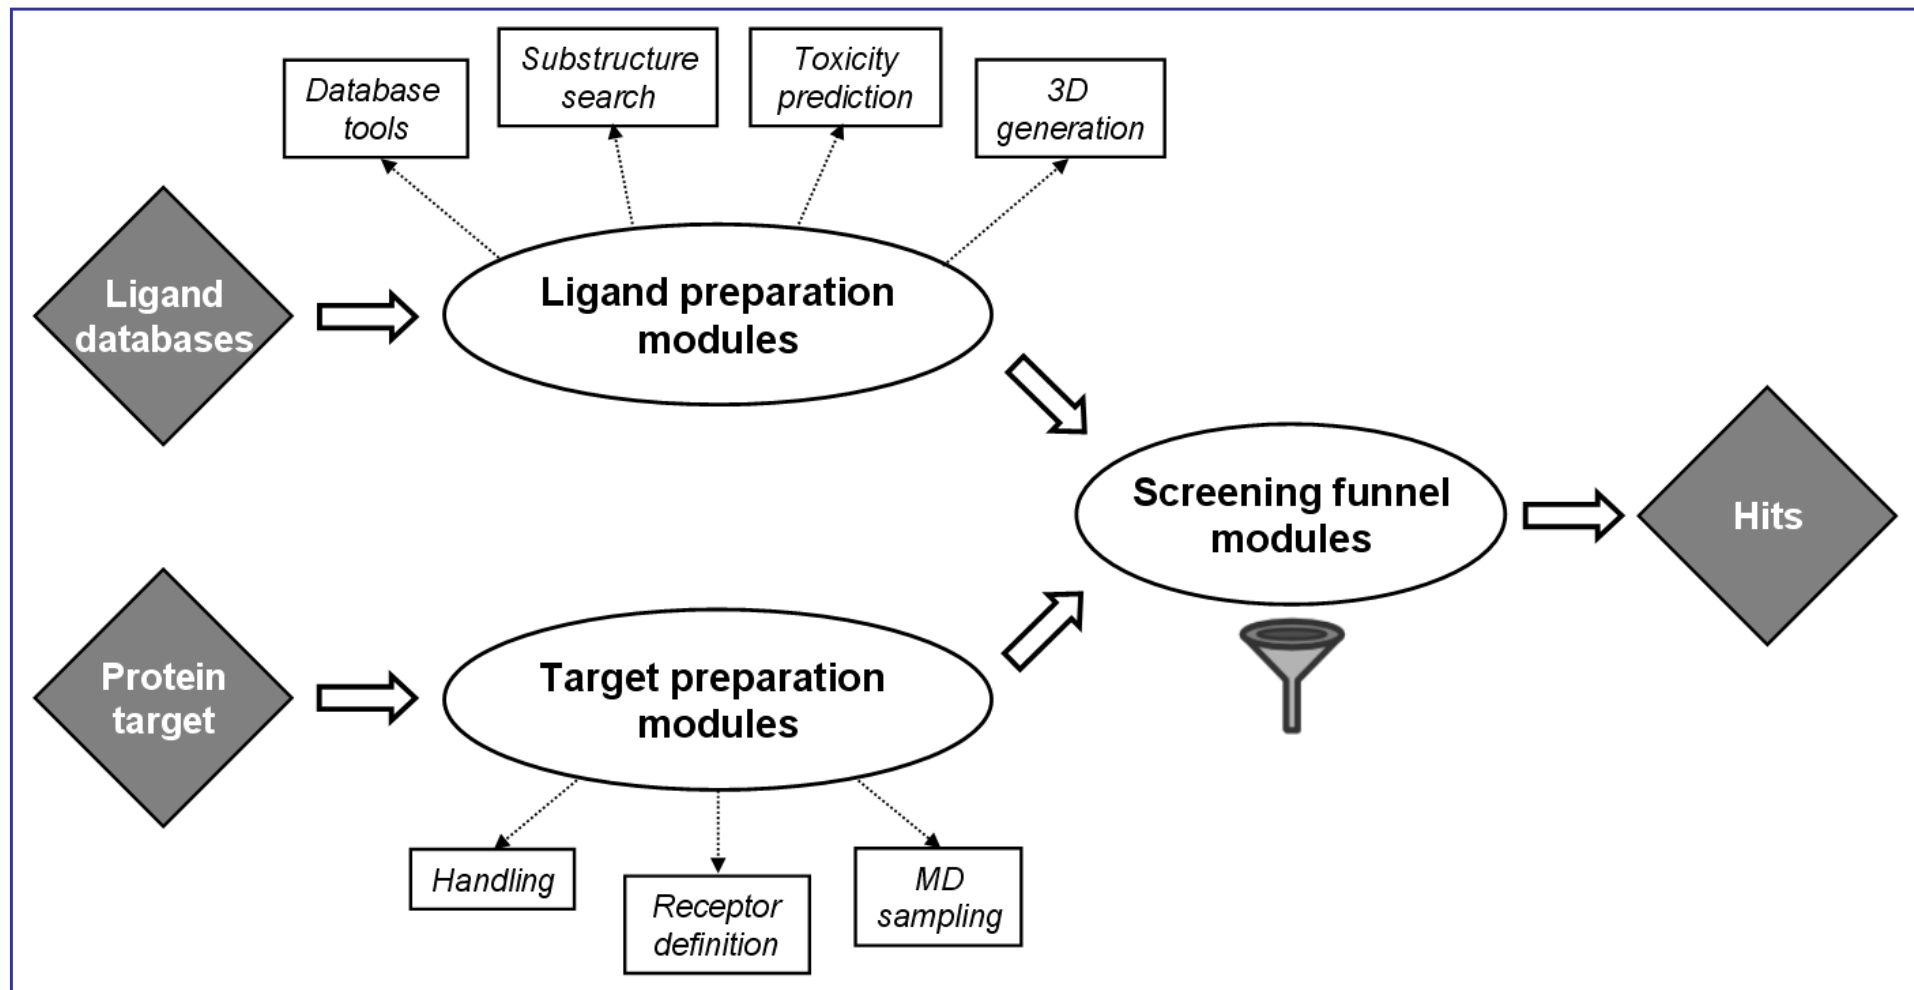 Database
tools
Substructure
search
Toxicity
prediction
3D
generation
Ligand
databases
Ligand preparation
modules
Screening funnel
modules
Hits
Protein
target
Target preparation
modules
Handling
Receptor
definition
MD
sampling